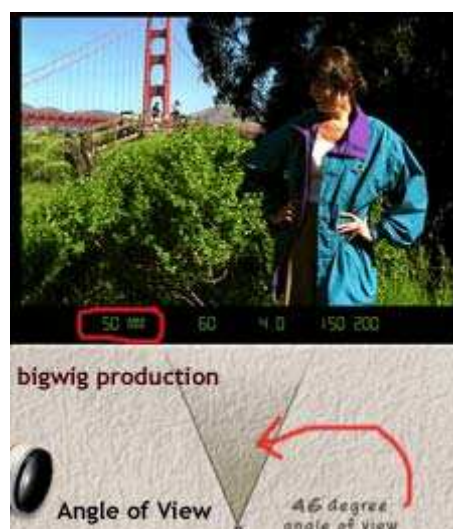 50 MM 60 4.0 150 200
bigwig production
46 degree
angle of view
Angle of View